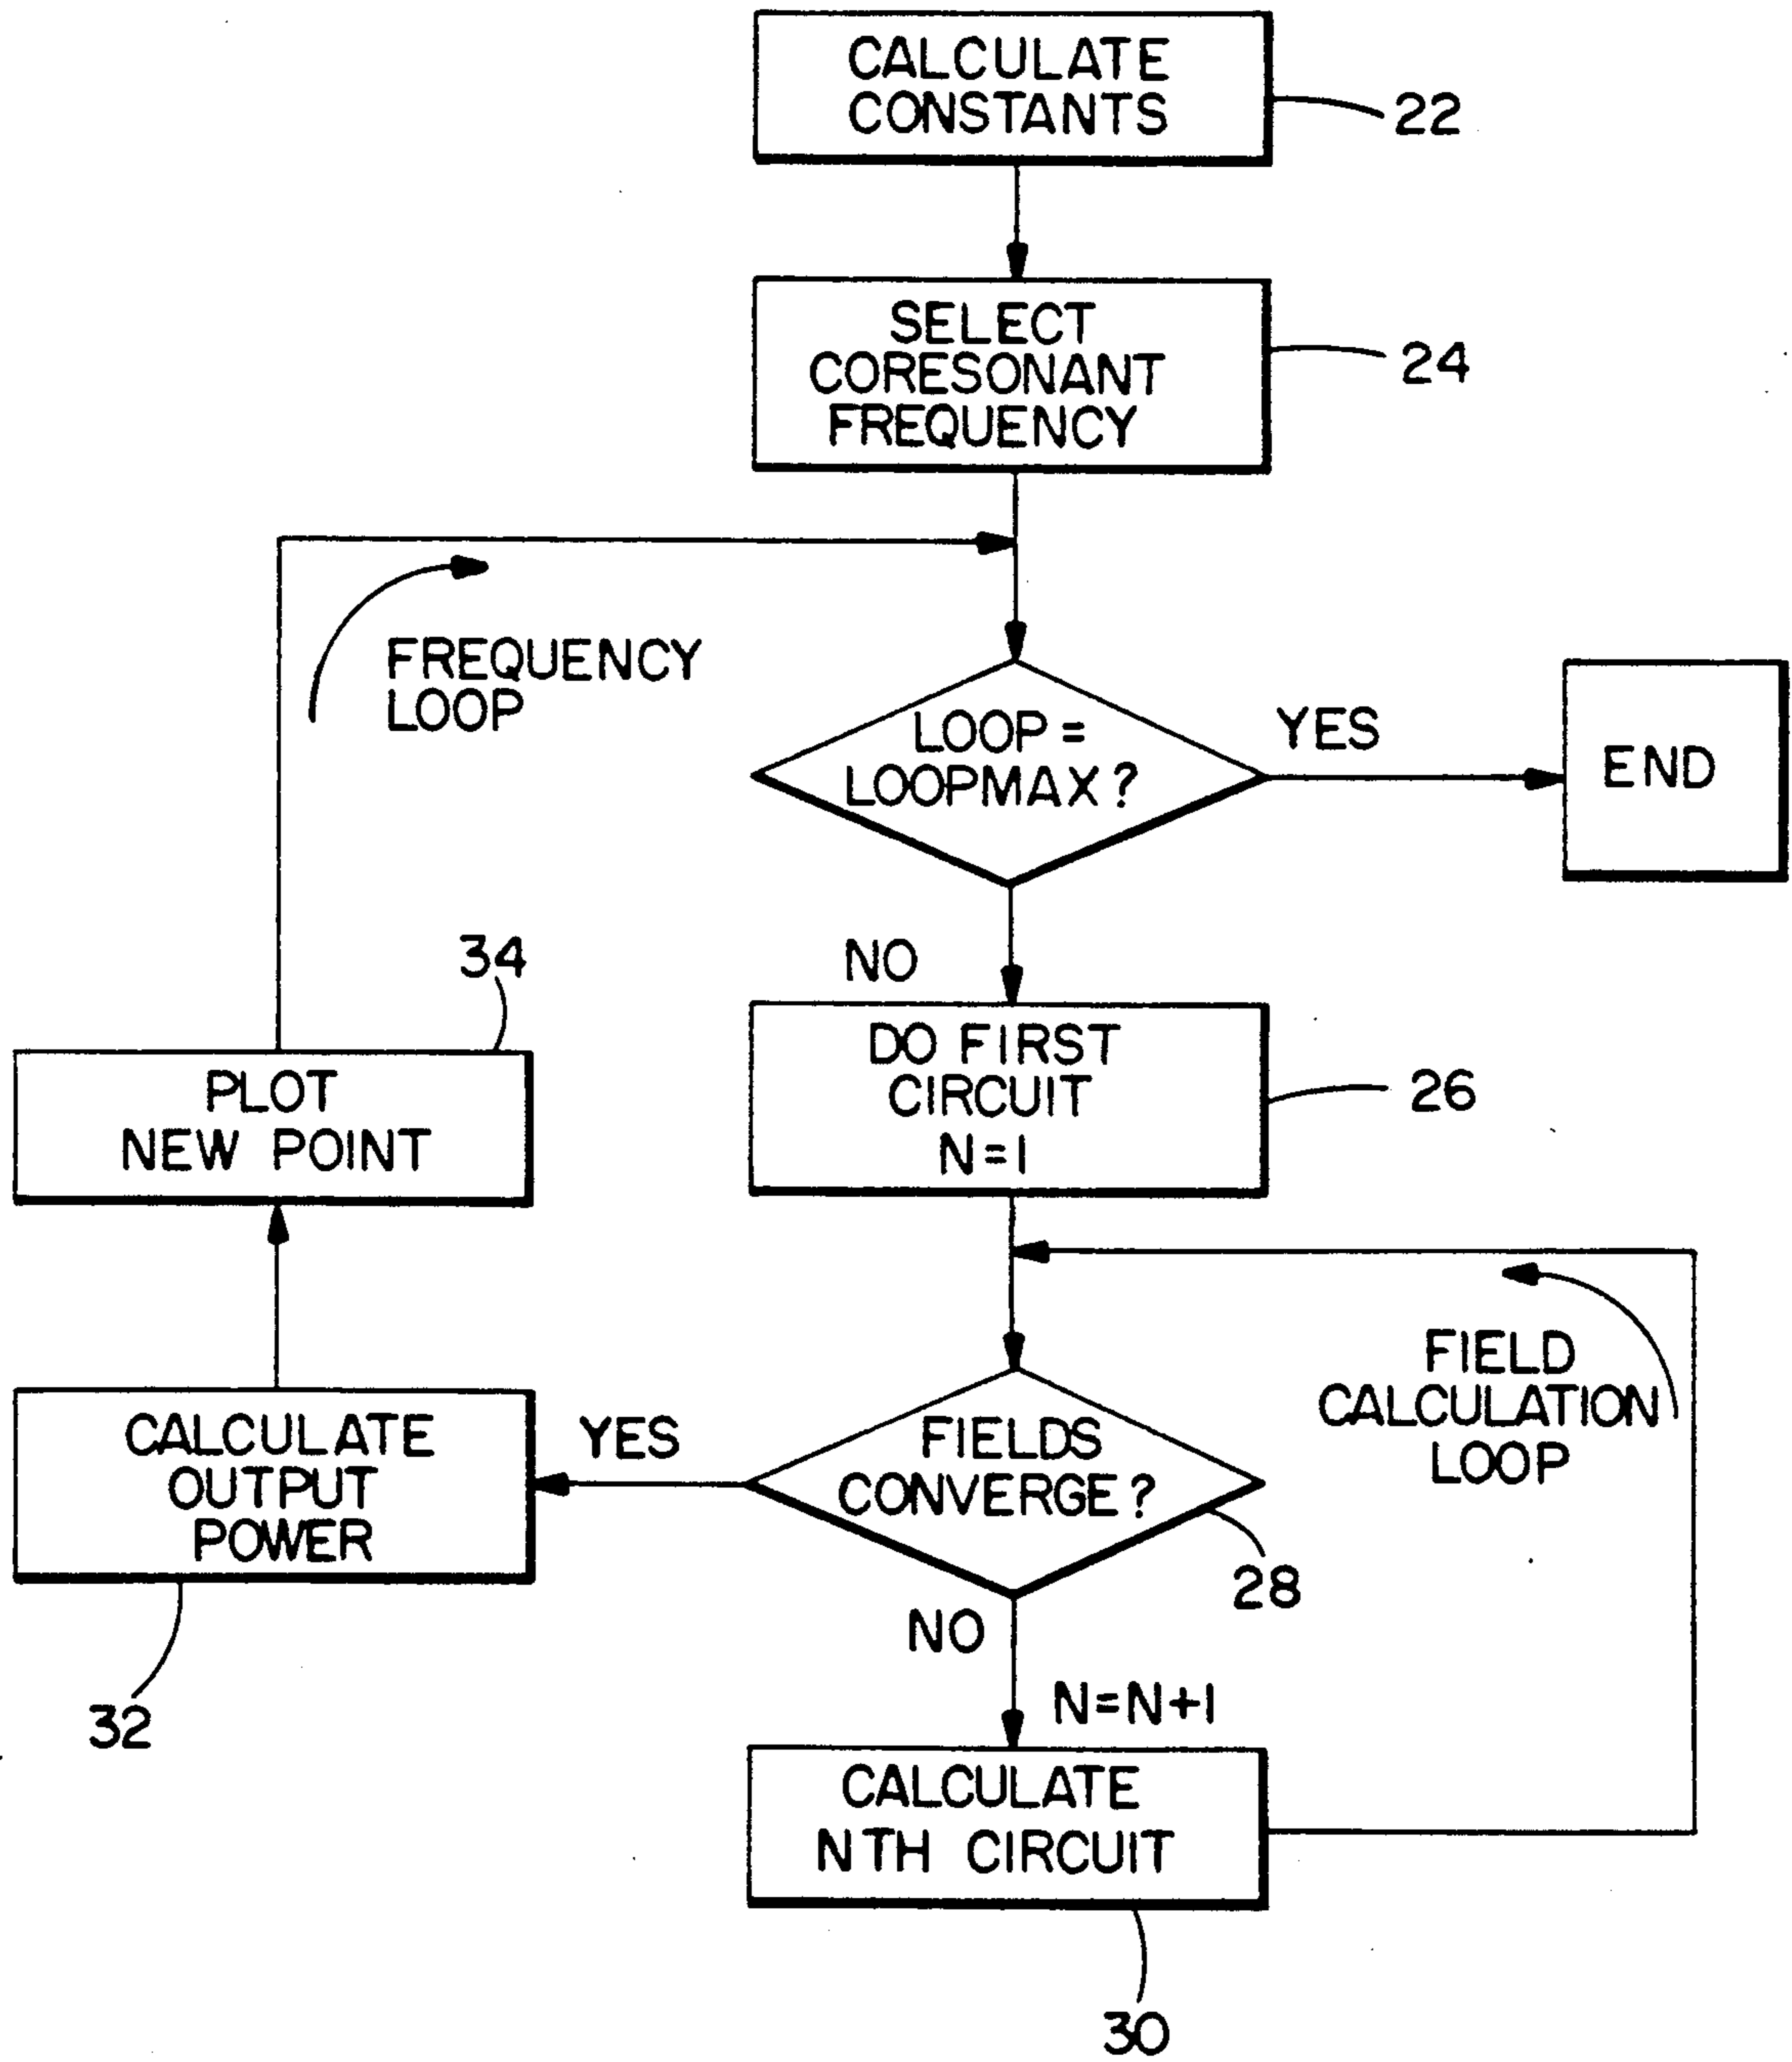 CALCULATE
CONSTANTS
22
SELECT
CORESONANT
FREQUENCY
24
FREQUENCY
LOOP
LOOP =
LOOPMAX?
YES
END
NO
34
PLOT
NEW POINT
DO FIRST
CIRCUIT
N=1
26
FIELD
CALCULATION
LOOP
CALCULATE
OUTPUT
POWER
32
YES
FIELDS
CONVERGE?
28
NO
N=N+1
CALCULATE
NTH CIRCUIT
30